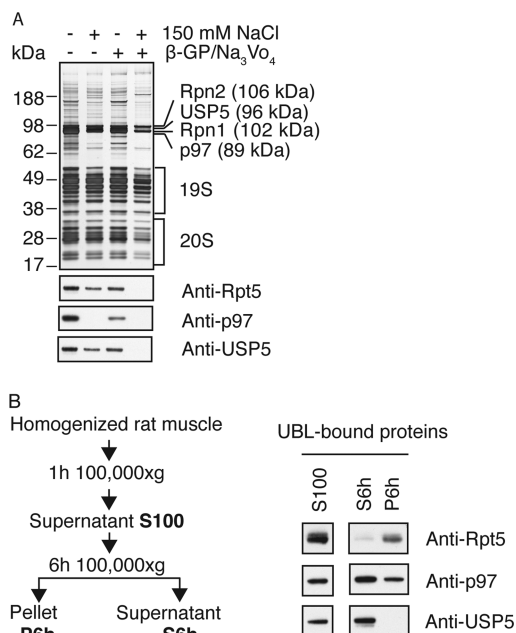 A
- + - + 150 mM NaCl
kDa - - + + β-GP/Na3Vo4
188
98
62
49
38
28
17
Rpn2 (106 kDa)
USP5 (96 kDa)
Rpn1 (102 kDa)
p97 (89 kDa)
19S
20S
Anti-Rpt5
Anti-p97
Anti-USP5
B
Homogenized rat muscle
1h 100,000xg
Supernatant S100
6h 100,000xg
Pellet Supernatant
P6h S6h
UBL-bound proteins
S100 S6h P6h
Anti-Rpt5
Anti-p97
Anti-USP5